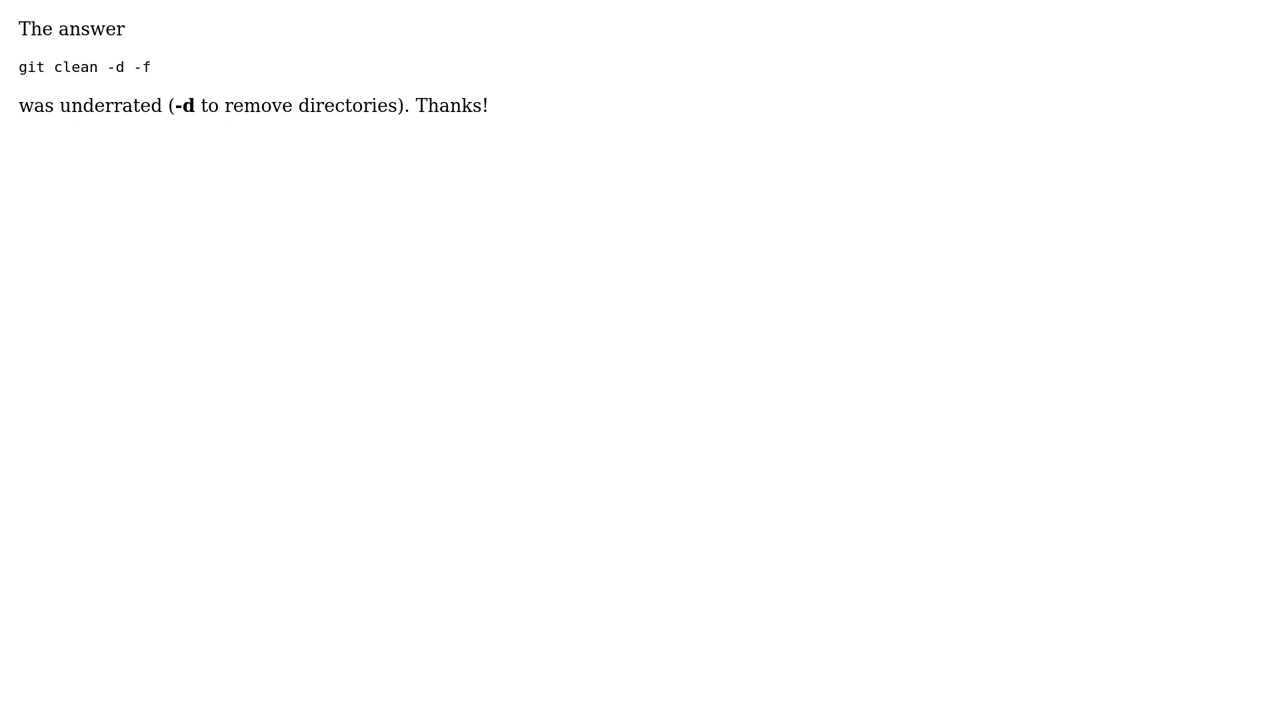 The answer
git clean -d -f
was underrated (-d to remove directories). Thanks!